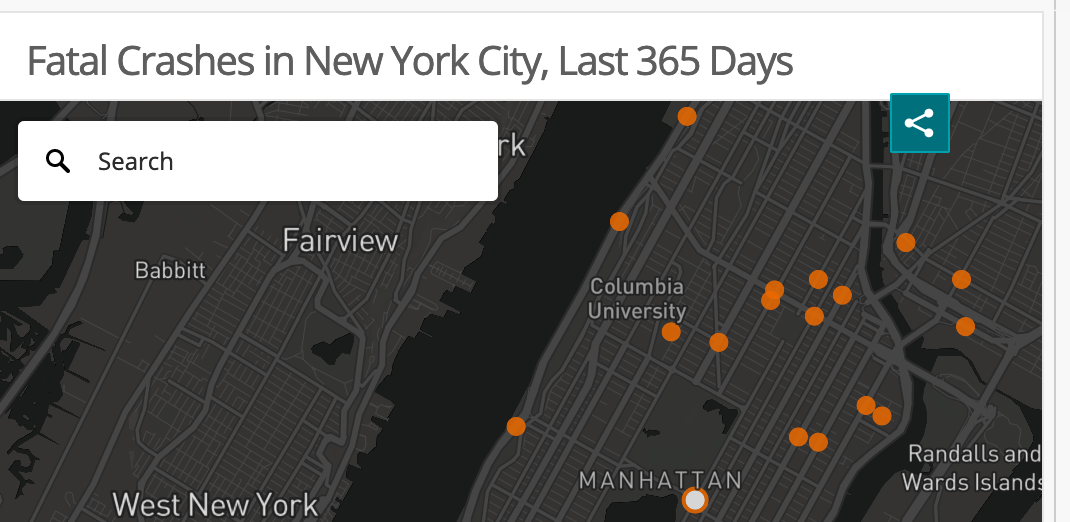 Fatal Crashes in New York City, Last 365 Days
Search
rk
Fairview
Babbitt
Columbia
University
MANHATTAN
Randalls and
Wards Islands
West New York